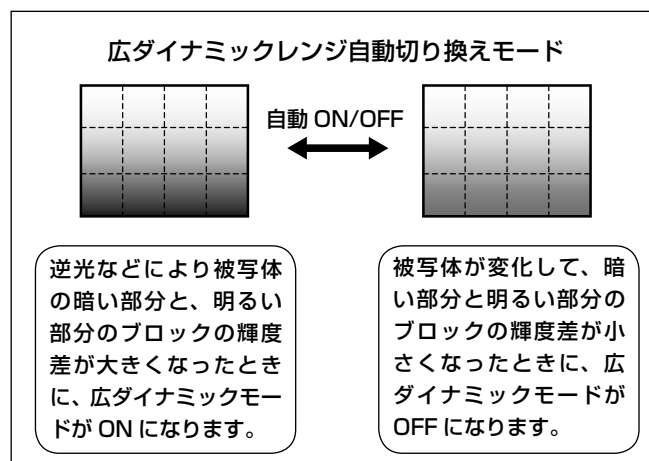 広ダイナミックレンジ自動切り換えモード
自動 ON/OFF
逆光などにより被写体
の暗い部分と、明るい
部分のブロックの輝度
差が大きくなったとき
に、広ダイナミックモー
ドが ON になります。
被写体が変化して、暗
い部分と明るい部分の
ブロックの輝度差が小
さくなったときに、広
ダイナミックモードが
OFF になります。